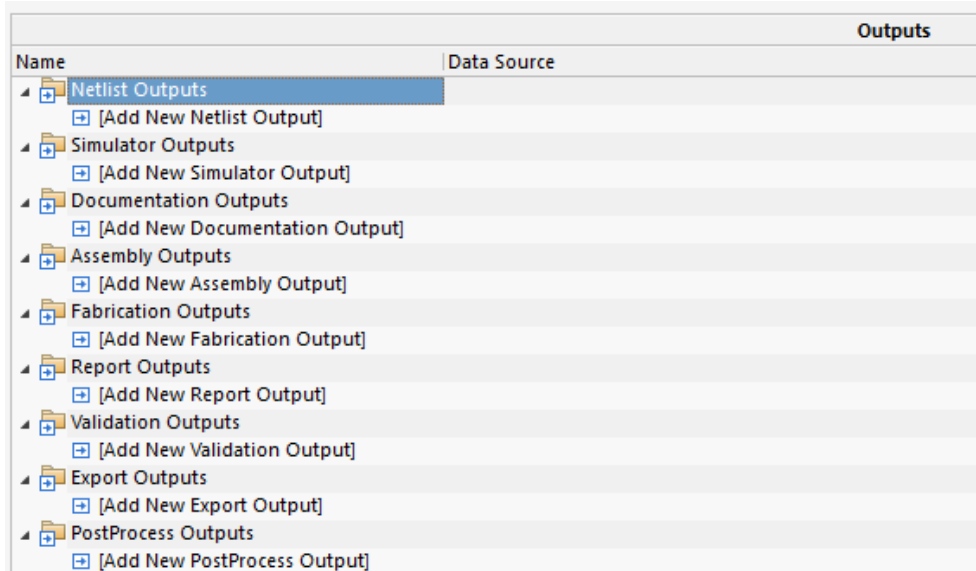 Outputs
Name Data Source
Netlist Outputs
[Add New Netlist Output]
Simulator Outputs
[Add New Simulator Output]
Documentation Outputs
[Add New Documentation Output]
Assembly Outputs
[Add New Assembly Output]
Fabrication Outputs
[Add New Fabrication Output]
Report Outputs
[Add New Report Output]
Validation Outputs
[Add New Validation Output]
Export Outputs
[Add New Export Output]
PostProcess Outputs
[Add New PostProcess Output]